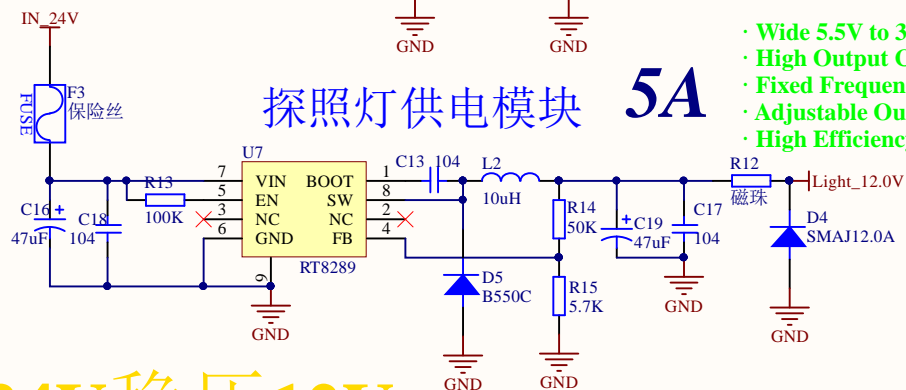 IN_24V
GND
GND
· Wide 5.5V to 3
· High Output
· Fixed Frequen
· Adjustable Ou
· High Efficiency
F3
FUSE
保险丝
探照灯供电模块 5A
U7
7 VIN BOOT 1
5 EN SW 8
3 NC NC 2
6 GND FB 4
9
RT8289
R13
100K
C16
47uF
C18
104
GND
C13 104
L2
10uH
D5
B550C
GND
R14
50K
R15
5.7K
GND
C19
47uF
C17
104
GND
R12
磁珠
Light_12.0V
D4
SMAJ12.0A
GND